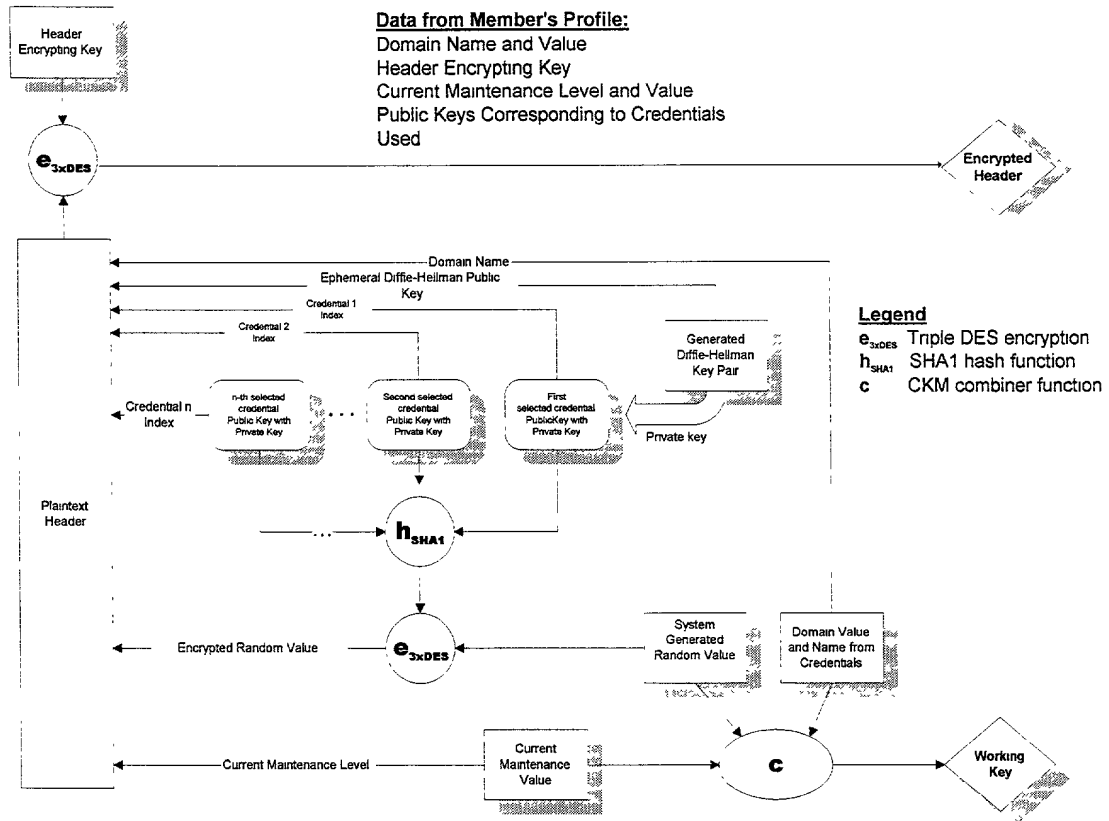 Header
Encrypting Key
Data from Member's Profile:
Domain Name and Value
Header Encrypting Key
Current Maintenance Level and Value
Public Keys Corresponding to Credentials
Used
e3xDES
Encrypted
Header
Domain Name
Ephemeral Diffie-Hellman Public
Key
Credential 1
Index
Credential 2
Index
Generated
Diffie-Hellman
Key Pair
Legend
e3xDES Triple DES encryption
hSHA1 SHA1 hash function
c CKM combiner function
Credential n
Index
n-th selected
credential
Public Key with
Private Key
...
Second selected
credential
Public Key with
Private Key
First
selected credential
PublicKey with
Private Key
Private key
Plaintext
Header
...
hSHA1
Encrypted Random Value
e3xDES
System
Generated
Random Value
Domain Value
and Name from
Credentials
Current Maintenance Level
Current
Maintenance
Value
c
Working
Key